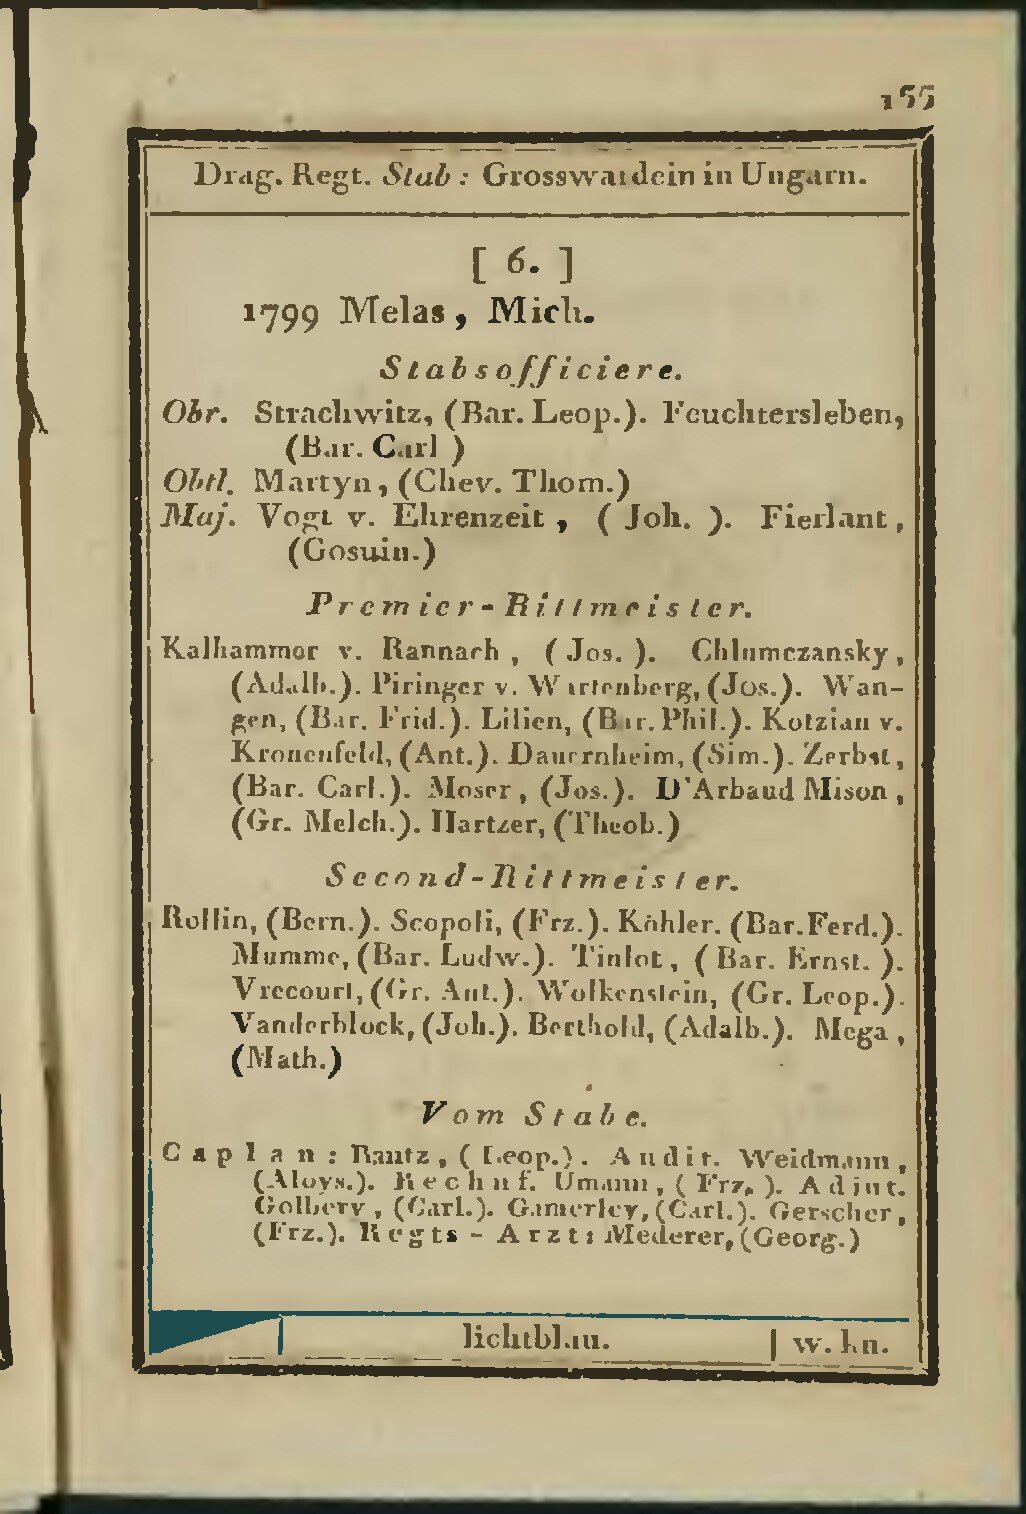 155
Drag. Regt. Stab: Grosswardein in Ungarn.
[ 6. ]
1799 Melas, Mich.
Stabsofficiere.
Obr. Strachwitz, (Bar. Leop.). Feuchtersleben,
(Bar. Carl )
Obtl. Martyn, (Chev. Thom.)
Maj. Vogt v. Ehrenzeit, ( Joh. ). Fierlant,
(Gosuin.)
Premier-Rittmeister.
Kalhammer v. Rannach, ( Jos. ). Chlumczansky,
(Adalb.). Piringer v. Wirtenberg, (Jos.). Wan-
gen, (Bar. Frid.). Lilien, (Bar. Phil.). Kotzian v.
Kronenfeld, (Ant.). Dauernheim, (Sim.). Zerbst,
(Bar. Carl.). Moser, (Jos.). D'Arbaud Mison,
(Gr. Melch.). Hartzer, (Theob.)
Second-Rittmeister.
Rollin, (Bern.). Scopoli, (Frz.). Köhler. (Bar. Ferd.).
Mumme, (Bar. Ludw.). Tinlot, ( Bar. Ernst. ).
Vrecourt, (Gr. Ant.). Wolkenstein, (Gr. Leop.).
Vanderblock, (Joh.). Berthold, (Adalb.). Mega,
(Math.)
Vom Stabe.
Caplan: Rautz, ( Leop.). Audit. Weidmann,
(Aloys.). Rechnf. Umann, ( Frz. ). Adjut.
Golbery, (Carl.). Gamerley, (Carl.). Gerscher,
(Frz.). Regts-Arzt: Mederer, (Georg.)
lichtblau. | w. kn.